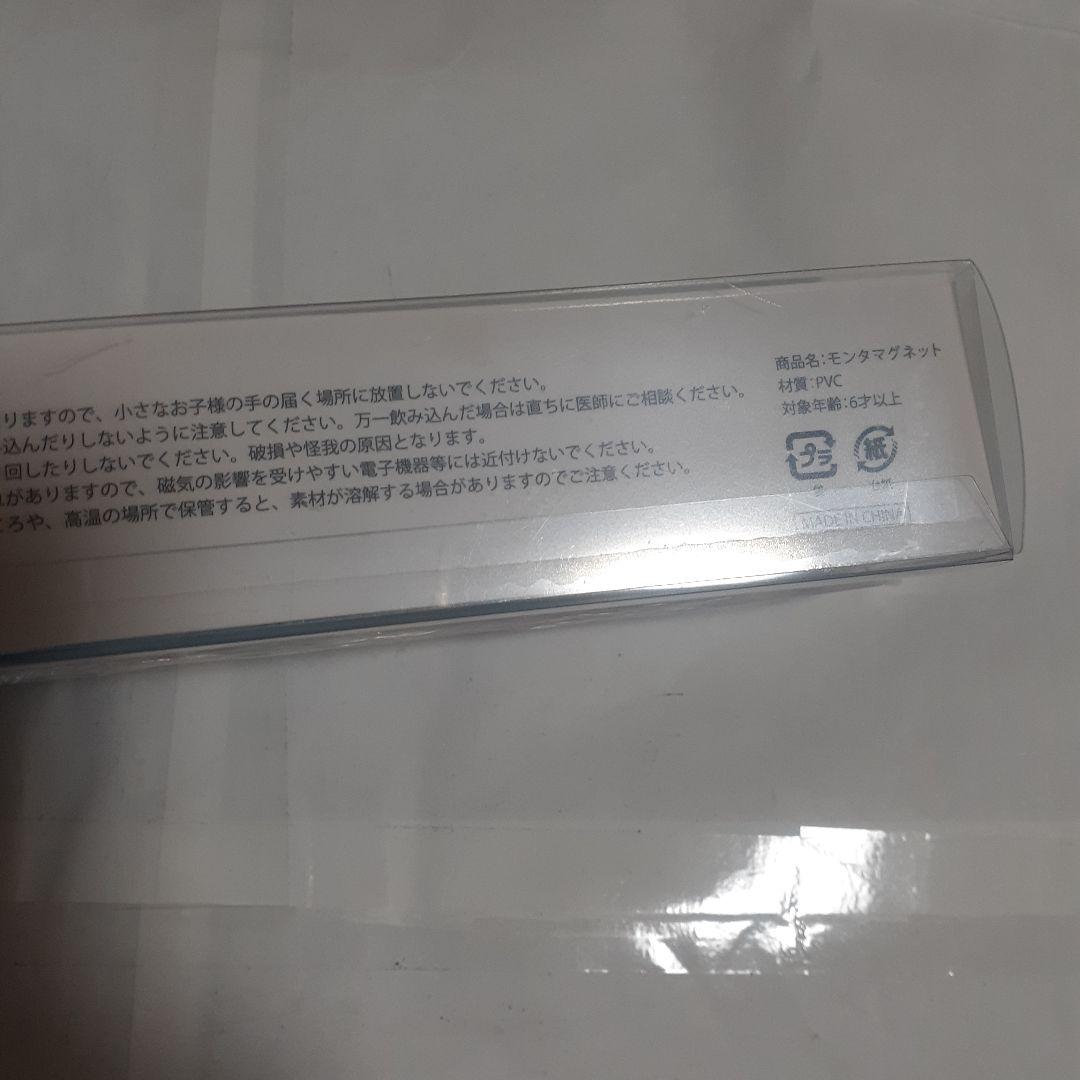 りますので、小さなお子様の手の届く場所に放置しないでください。
込んだりしないように注意してください。万一飲み込んだ場合は直ちに医師にご相談ください。
回したりしないでください。破損や怪我の原因となります。
がありますので、磁気の影響を受けやすい電子機器等には近付けないでください。
ろや、高温の場所で保管すると、素材が溶解する場合がありますのでご注意ください。
商品名:モンタマグネット
材質:PVC
対象年齢:6才以上
プラ 紙
台紙
MADE IN CHINA